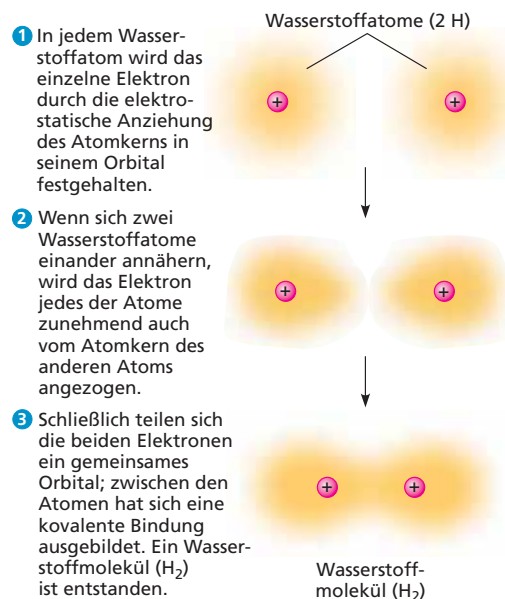 Wasserstoffatome (2 H)
1 In jedem Wasser-
stoffatom wird das
einzelne Elektron
durch die elektro-
statische Anziehung
des Atomkerns in
seinem Orbital
festgehalten.
+ +
2 Wenn sich zwei
Wasserstoffatome
einander annähern,
wird das Elektron
jedes der Atome
zunehmend auch
vom Atomkern des
anderen Atoms
angezogen.
+ +
3 Schließlich teilen sich
die beiden Elektronen
ein gemeinsames
Orbital; zwischen den
Atomen hat sich eine
kovalente Bindung
ausgebildet. Ein Wasser-
stoffmolekül (H₂)
ist entstanden.
+ +
Wasserstoff-
molekül (H₂)